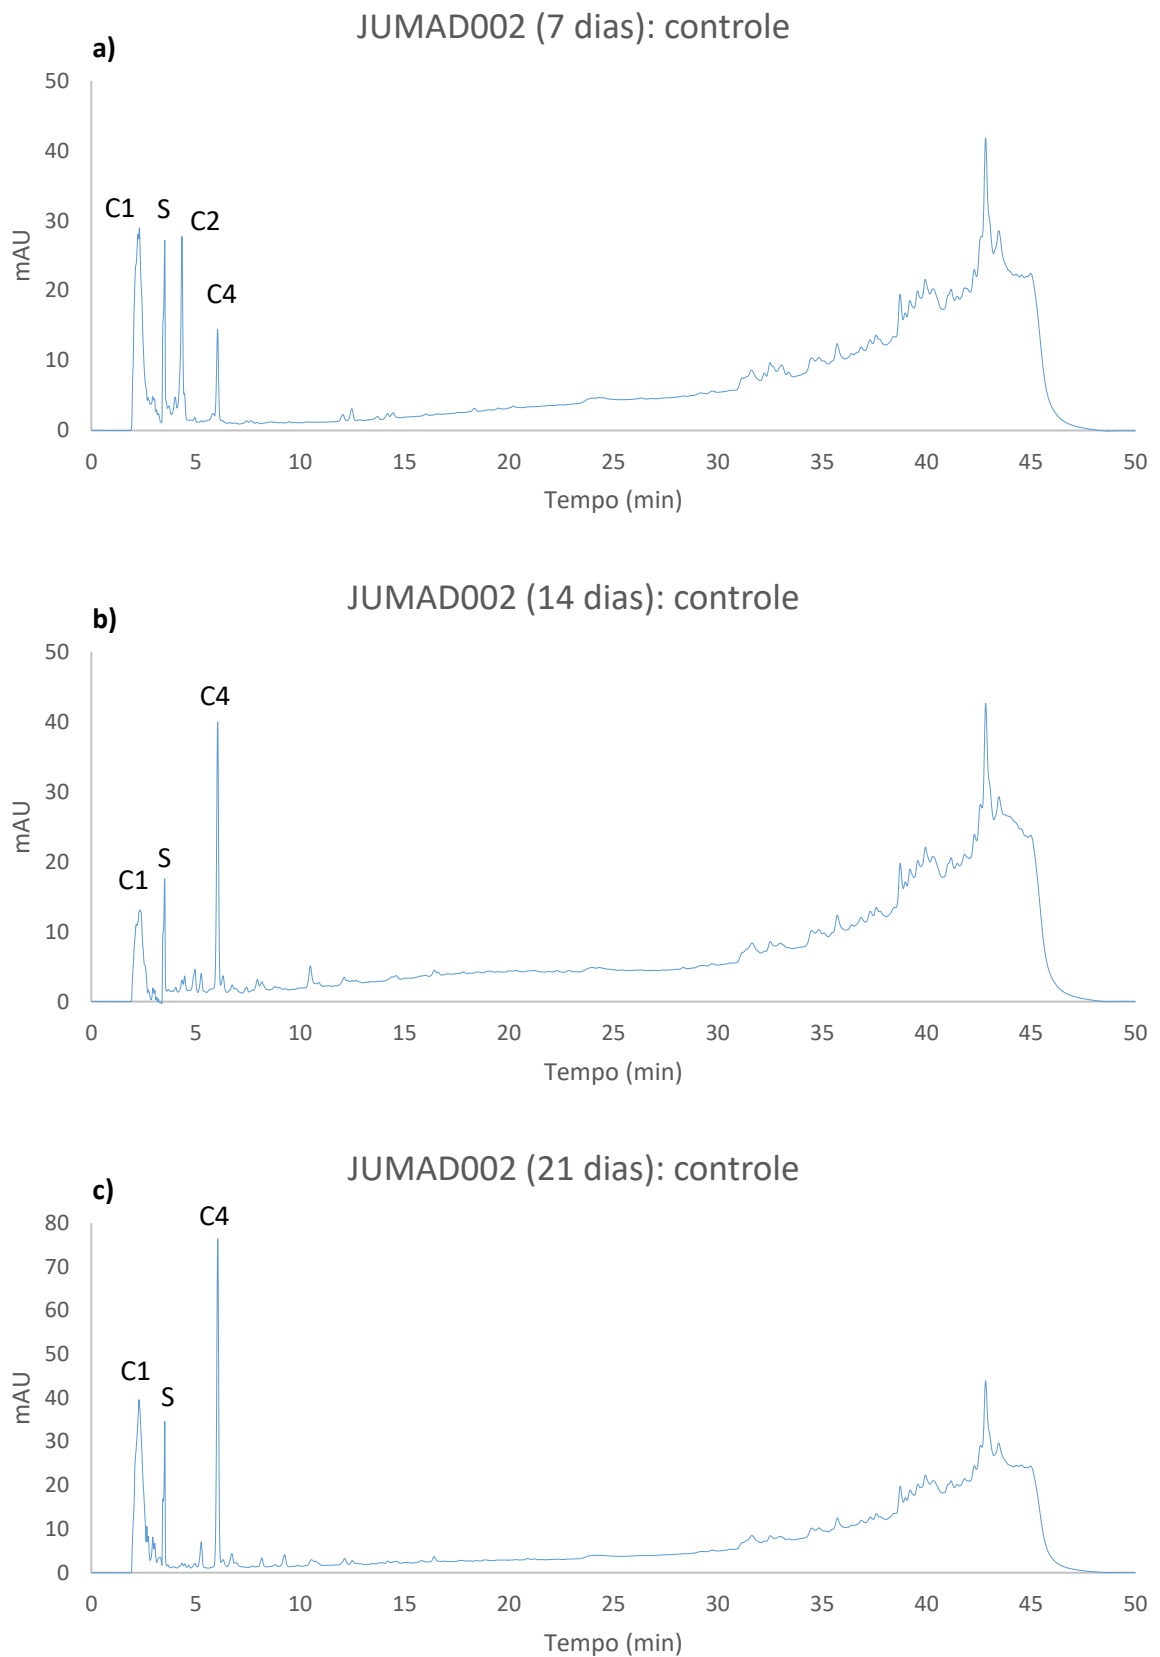 JUMAD002 (7 dias): controle
a)
50
40
30
20
10
0
mAU
C1
S
C2
C4
0 5 10 15 20 25 30 35 40 45 50
Tempo (min)
JUMAD002 (14 dias): controle
b)
50
40
30
20
10
0
mAU
C4
S
C1
0 5 10 15 20 25 30 35 40 45 50
Tempo (min)
JUMAD002 (21 dias): controle
c)
80
70
60
50
40
30
20
10
0
mAU
C4
C1
S
0 5 10 15 20 25 30 35 40 45 50
Tempo (min)